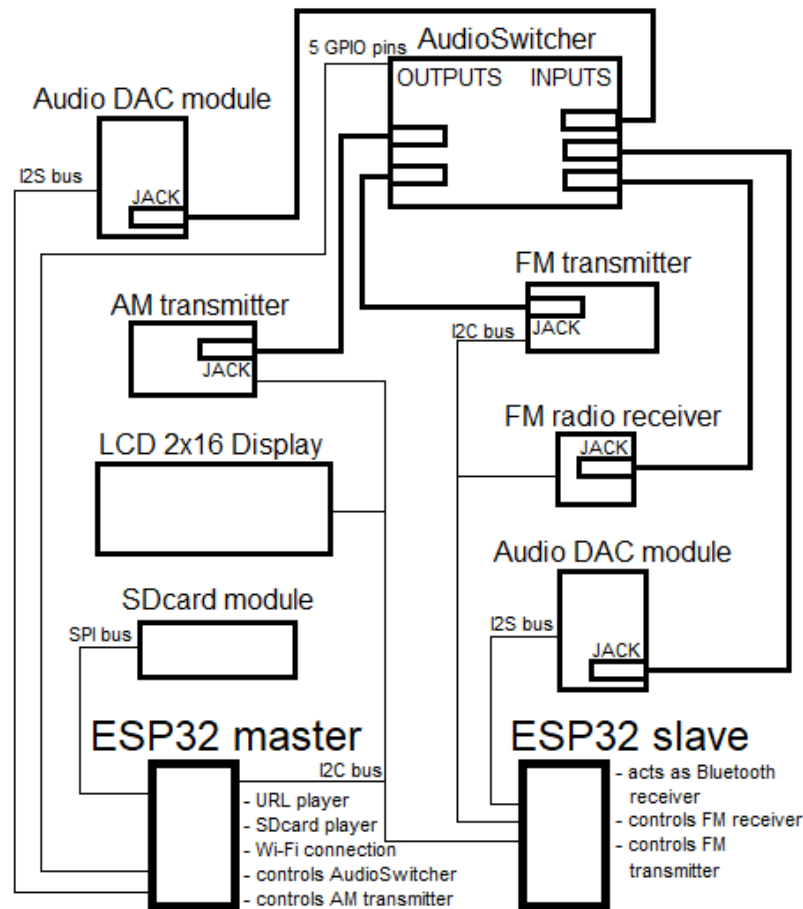 5 GPIO pins
AudioSwitcher
OUTPUTS
INPUTS
Audio DAC module
I2S bus
JACK
FM transmitter
JACK
I2C bus
AM transmitter
JACK
FM radio receiver
JACK
LCD 2x16 Display
Audio DAC module
I2S bus
JACK
SDcard module
SPI bus
ESP32 master
I2C bus
- URL player
- SDcard player
- Wi-Fi connection
- controls AudioSwitcher
- controls AM transmitter
ESP32 slave
- acts as Bluetooth
receiver
- controls FM receiver
- controls FM
transmitter